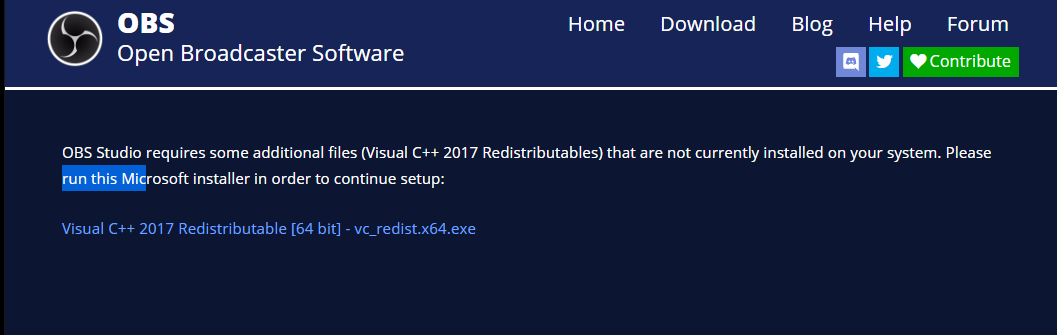 OBS
Open Broadcaster Software
Home Download Blog Help Forum
Contribute
OBS Studio requires some additional files (Visual C++ 2017 Redistributables) that are not currently installed on your system. Please
run this Microsoft installer in order to continue setup:
Visual C++ 2017 Redistributable [64 bit] - vc_redist.x64.exe